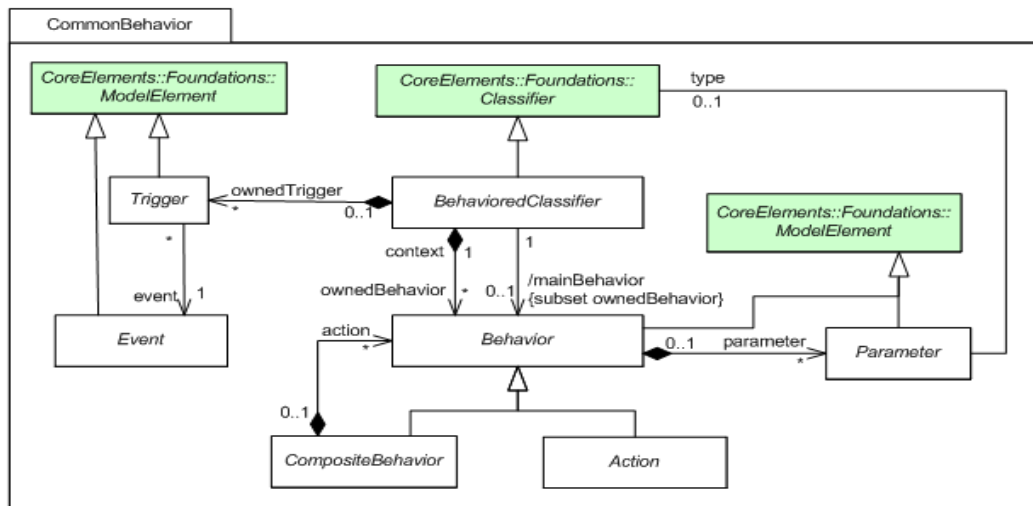 CommonBehavior
CoreElements::Foundations::
ModelElement
CoreElements::Foundations::
Classifier
type
0..1
Trigger
ownedTrigger
*
0..1
BehavioredClassifier
CoreElements::Foundations::
ModelElement
*
context
1
1
event
1
ownedBehavior
*
0..1
/mainBehavior
{subset ownedBehavior}
Event
action
*
Behavior
0..1
parameter
*
Parameter
0..1
CompositeBehavior
Action